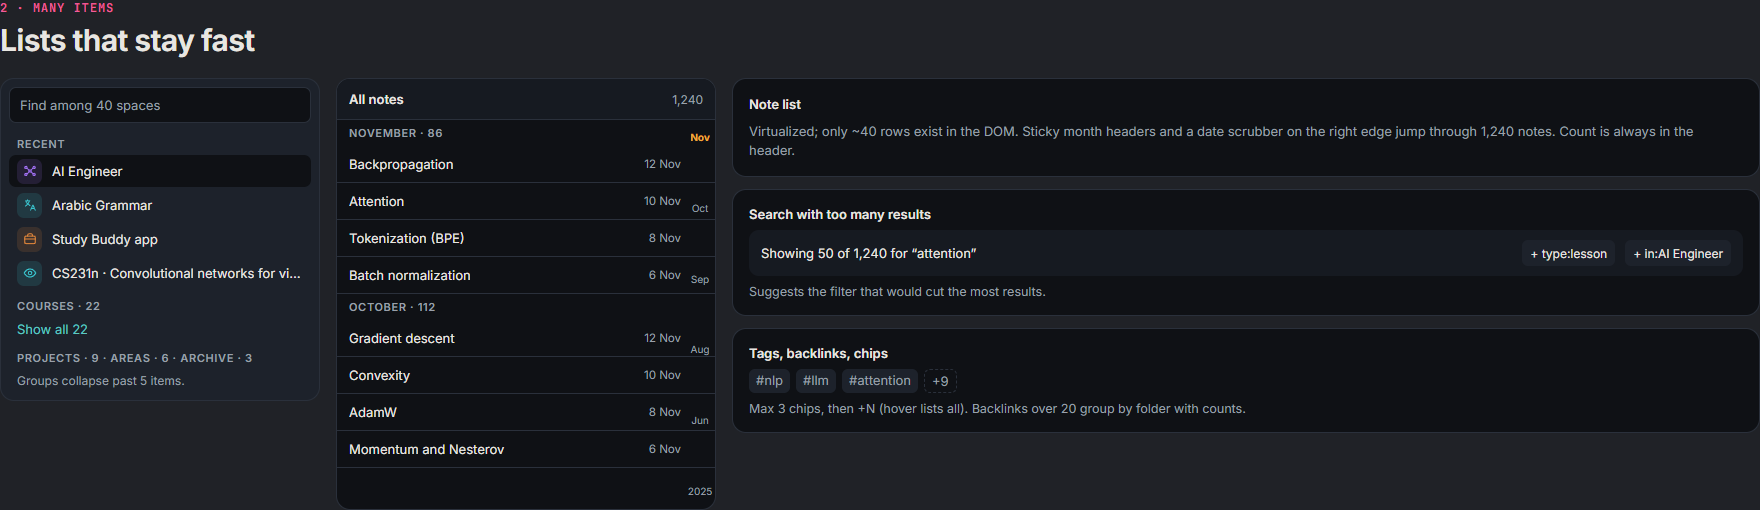 2 · MANY ITEMS
Lists that stay fast
Find among 40 spaces
RECENT
AI Engineer
Arabic Grammar
Study Buddy app
CS231n · Convolutional networks for vi...
COURSES · 22
Show all 22
PROJECTS · 9 · AREAS · 6 · ARCHIVE · 3
Groups collapse past 5 items.
All notes 1,240
NOVEMBER · 86
Nov
Backpropagation 12 Nov
Attention 10 Nov
Oct
Tokenization (BPE) 8 Nov
Batch normalization 6 Nov
Sep
OCTOBER · 112
Gradient descent 12 Nov
Aug
Convexity 10 Nov
AdamW 8 Nov
Jun
Momentum and Nesterov 6 Nov
2025
Note list
Virtualized; only ~40 rows exist in the DOM. Sticky month headers and a date scrubber on the right edge jump through 1,240 notes. Count is always in the
header.
Search with too many results
Showing 50 of 1,240 for “attention” + type:lesson + in:AI Engineer
Suggests the filter that would cut the most results.
Tags, backlinks, chips
#nlp #llm #attention +9
Max 3 chips, then +N (hover lists all). Backlinks over 20 group by folder with counts.